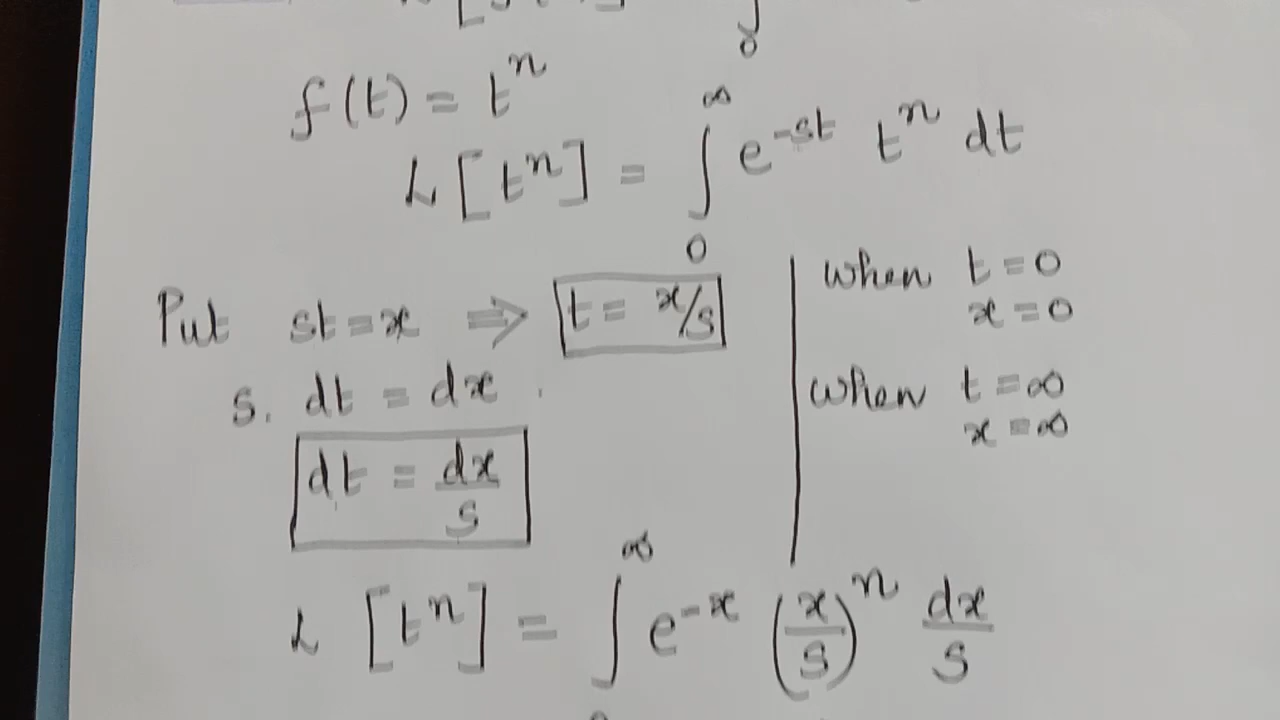 f(t) = t^n
L[t^n] = ∫_0^∞ e^{-st} t^n dt
Put st = x ⇒ t = x/s
s. dt = dx
dt = dx/s
when t = 0
x = 0
when t = ∞
x = ∞
L [t^n] = ∫^∞ e^{-x} (x/s)^n dx/s